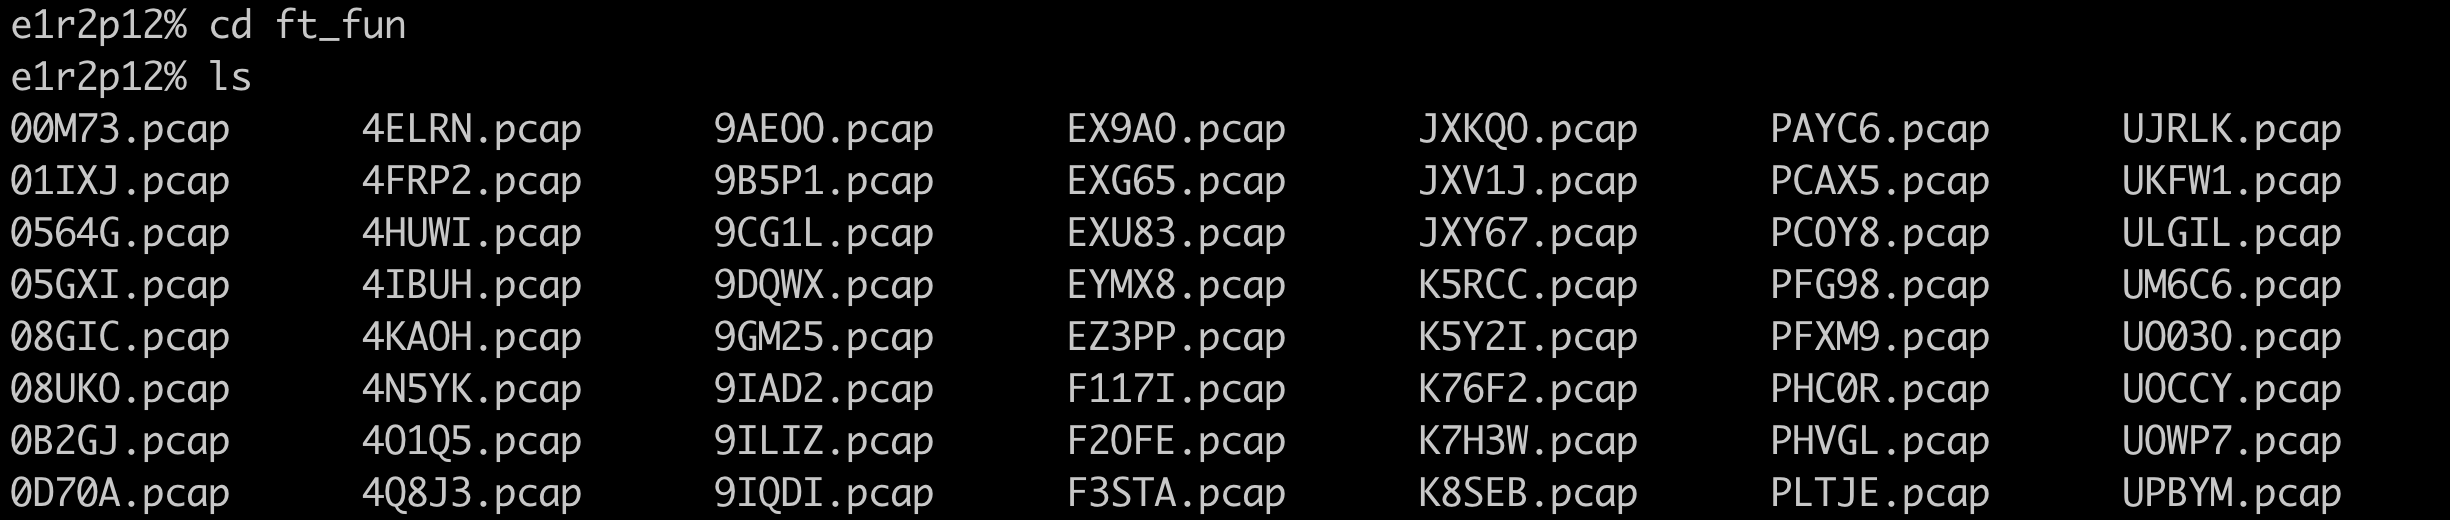 e1r2p12% cd ft_fun
e1r2p12% ls
00M73.pcap 4ELRN.pcap 9AEOO.pcap EX9AO.pcap JXKQO.pcap PAYC6.pcap UJRLK.pcap
01IXJ.pcap 4FRP2.pcap 9B5P1.pcap EXG65.pcap JXV1J.pcap PCAX5.pcap UKFW1.pcap
0564G.pcap 4HUWI.pcap 9CG1L.pcap EXU83.pcap JXY67.pcap PCOY8.pcap ULGIL.pcap
05GXI.pcap 4IBUH.pcap 9DQWX.pcap EYMX8.pcap K5RCC.pcap PFG98.pcap UM6C6.pcap
08GIC.pcap 4KAOH.pcap 9GM25.pcap EZ3PP.pcap K5Y2I.pcap PFXM9.pcap UO03O.pcap
08UKO.pcap 4N5YK.pcap 9IAD2.pcap F117I.pcap K76F2.pcap PHC0R.pcap UOCCY.pcap
0B2GJ.pcap 4O1Q5.pcap 9ILIZ.pcap F2OFE.pcap K7H3W.pcap PHVGL.pcap UOWP7.pcap
0D70A.pcap 4Q8J3.pcap 9IQDI.pcap F3STA.pcap K8SEB.pcap PLTJE.pcap UPBYM.pcap